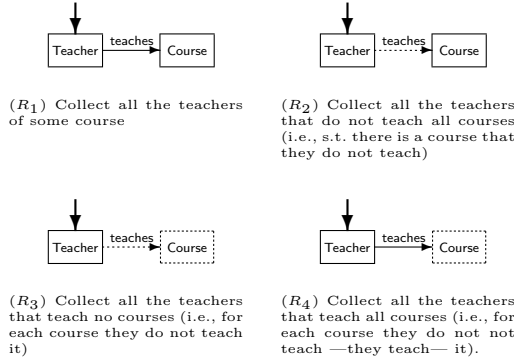 teaches
Teacher Course
(R1) Collect all the teachers
of some course
teaches
Teacher Course
(R2) Collect all the teachers
that do not teach all courses
(i.e., s.t. there is a course that
they do not teach)
teaches
Teacher Course
(R3) Collect all the teachers
that teach no courses (i.e., for
each course they do not teach
it)
teaches
Teacher Course
(R4) Collect all the teachers
that teach all courses (i.e., for
each course they do not not
teach —they teach— it).